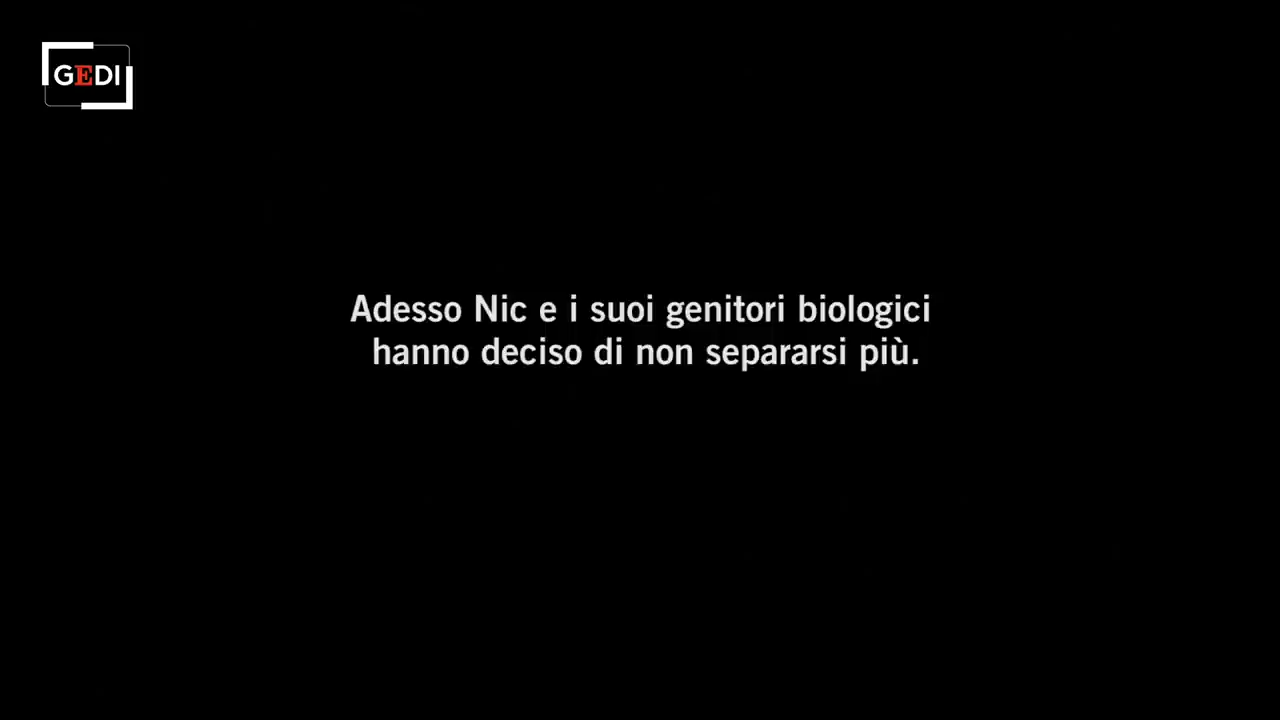 GEDI
Adesso Nic e i suoi genitori biologici
hanno deciso di non separarsi più.